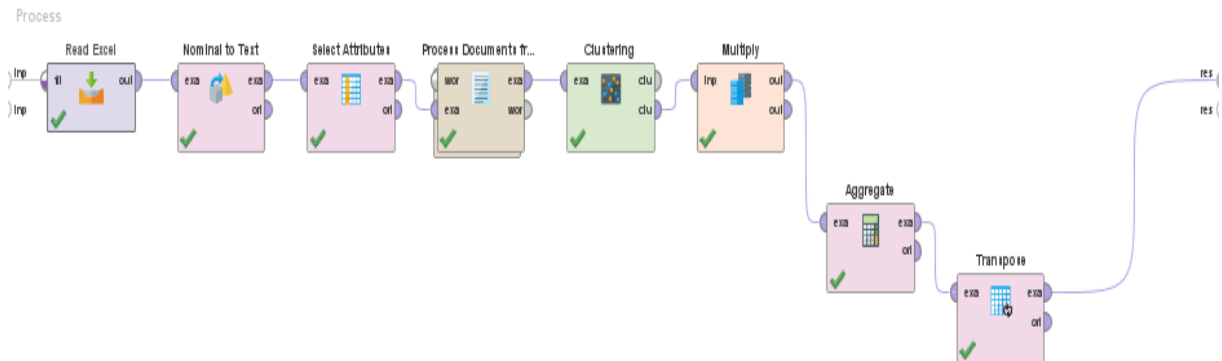 Process
Read Excel
Nominal to Text
Select Attributes
Process Documents fr...
Clustering
Multiply
inp
fil
out
exa
exa
exa
exa
wor
exa
exa
clu
inp
out
res
inp
ori
ori
exa
wor
clu
out
res
Aggregate
exa
exa
ori
Transpose
exa
exa
ori